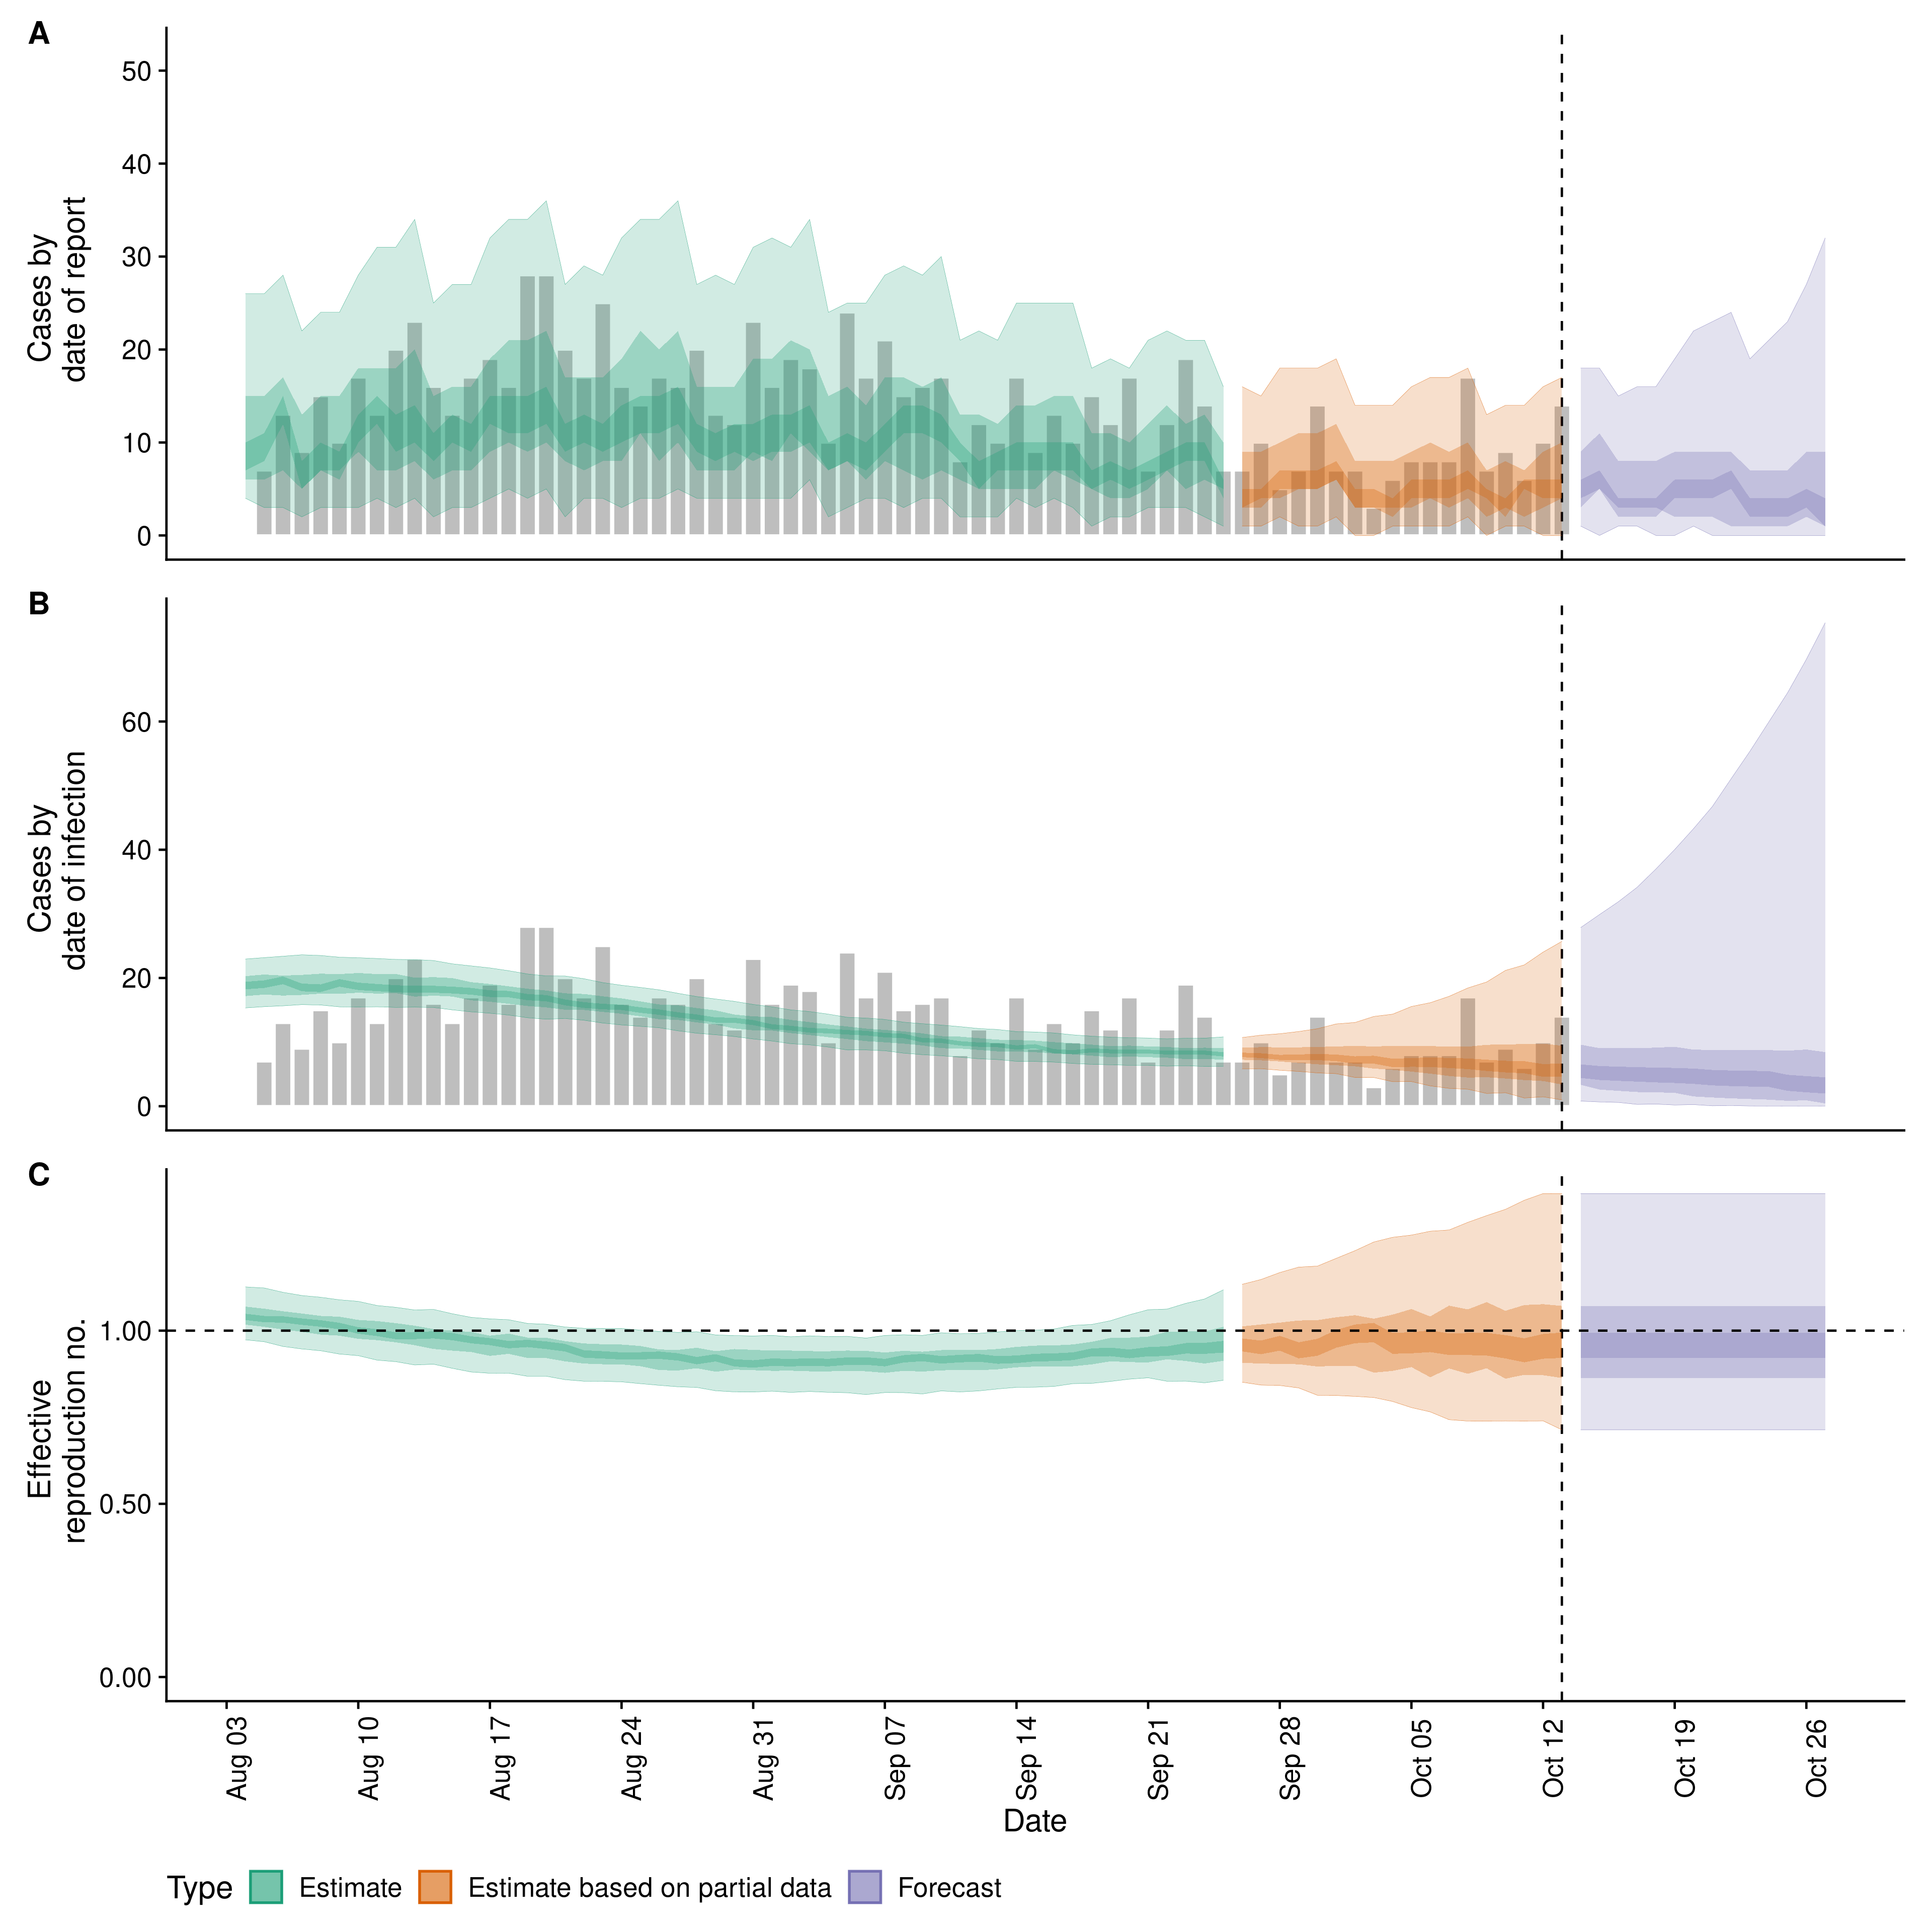 A
50
40
30
20
10
0
Cases by
date of report
B
60
40
20
0
Cases by
date of infection
C
1.00
0.50
0.00
Effective
reproduction no.
Aug 03
Aug 10
Aug 17
Aug 24
Aug 31
Sep 07
Sep 14
Sep 21
Sep 28
Oct 05
Oct 12
Oct 19
Oct 26
Date
Type Estimate Estimate based on partial data Forecast